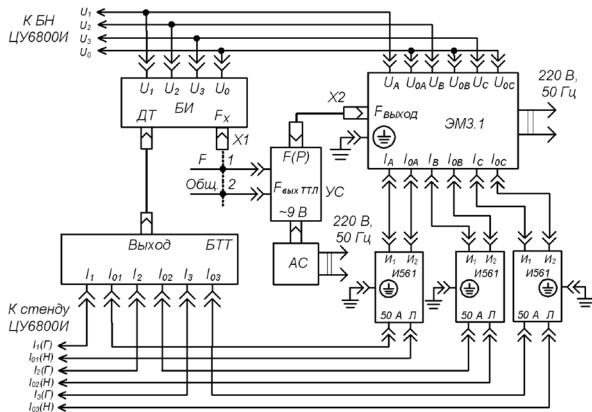 К БН
ЦУ6800И
U1
U2
U3
U0
U1 U2 U3 U0
ДТ БИ Fх
X1
F 1
Общ. 2
F(P)
Fвых ТТЛ
~9 В
УС
АС
220 В,
50 Гц
X2
UA U0A UB U0B UC U0C
Fвыход
ЭМ3.1
IA I0A IB I0B IC I0C
220 В,
50 Гц
Выход БТТ
I1 I01 I2 I02 I3 I03
И1 И2
И561
50 А Л
И1 И2
И561
50 А Л
И1 И2
И561
50 А Л
К стенду
ЦУ6800И
I1(Г)
I01(Н)
I2(Г)
I02(Н)
I3(Г)
I03(Н)